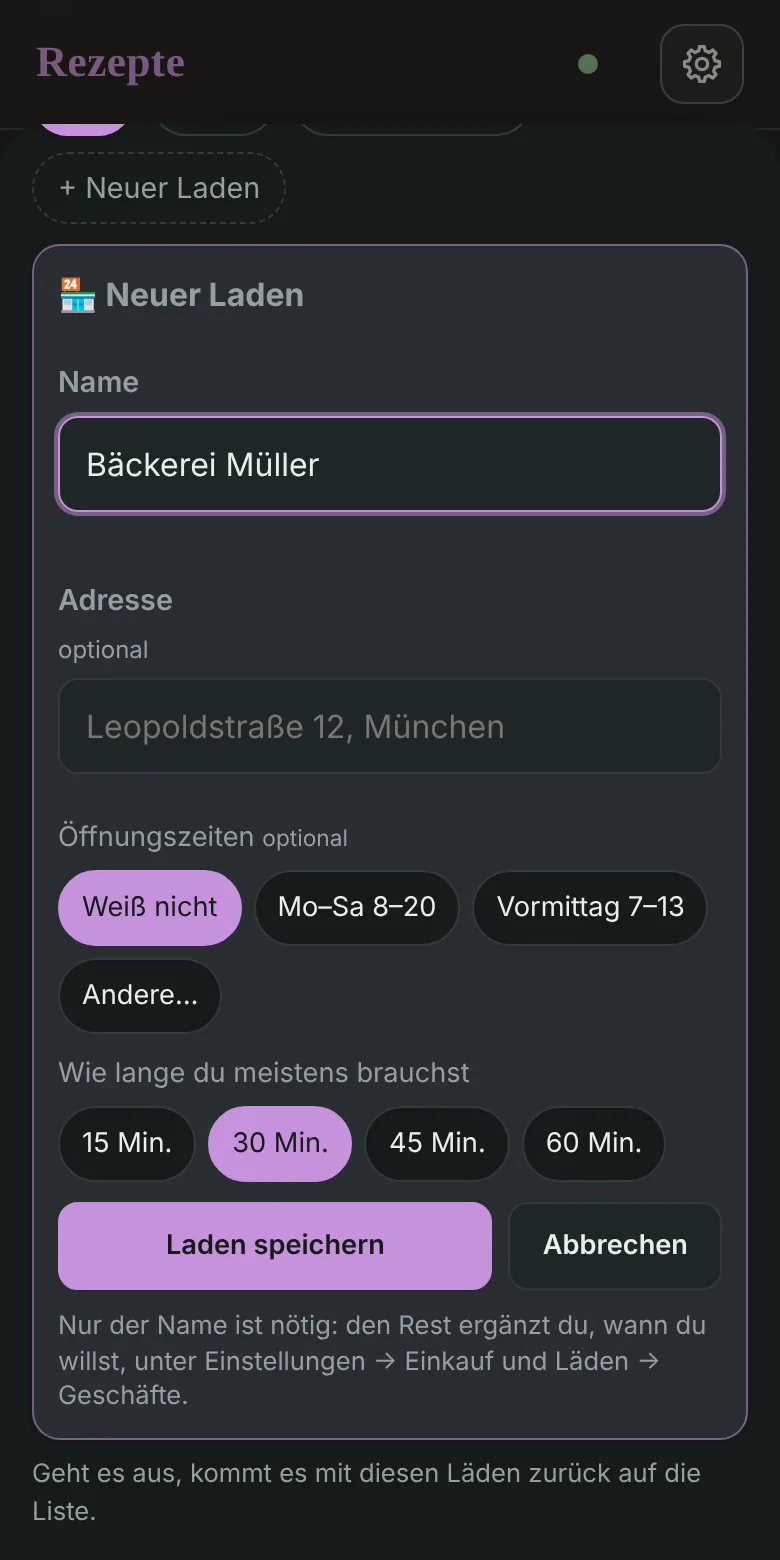 Rezepte
+ Neuer Laden
🏪 Neuer Laden
Name
Bäckerei Müller
Adresse
optional
Leopoldstraße 12, München
Öffnungszeiten optional
Weiß nicht
Mo–Sa 8–20
Vormittag 7–13
Andere…
Wie lange du meistens brauchst
15 Min.
30 Min.
45 Min.
60 Min.
Laden speichern
Abbrechen
Nur der Name ist nötig: den Rest ergänzt du, wann du
willst, unter Einstellungen → Einkauf und Läden →
Geschäfte.
Geht es aus, kommt es mit diesen Läden zurück auf die
Liste.